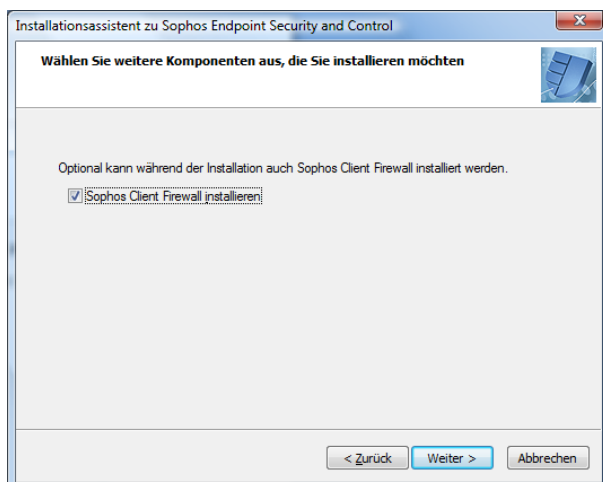 Installationsassistent zu Sophos Endpoint Security and Control
Wählen Sie weitere Komponenten aus, die Sie installieren möchten
Optional kann während der Installation auch Sophos Client Firewall installiert werden.
Sophos Client Firewall installieren
< Zurück
Weiter >
Abbrechen